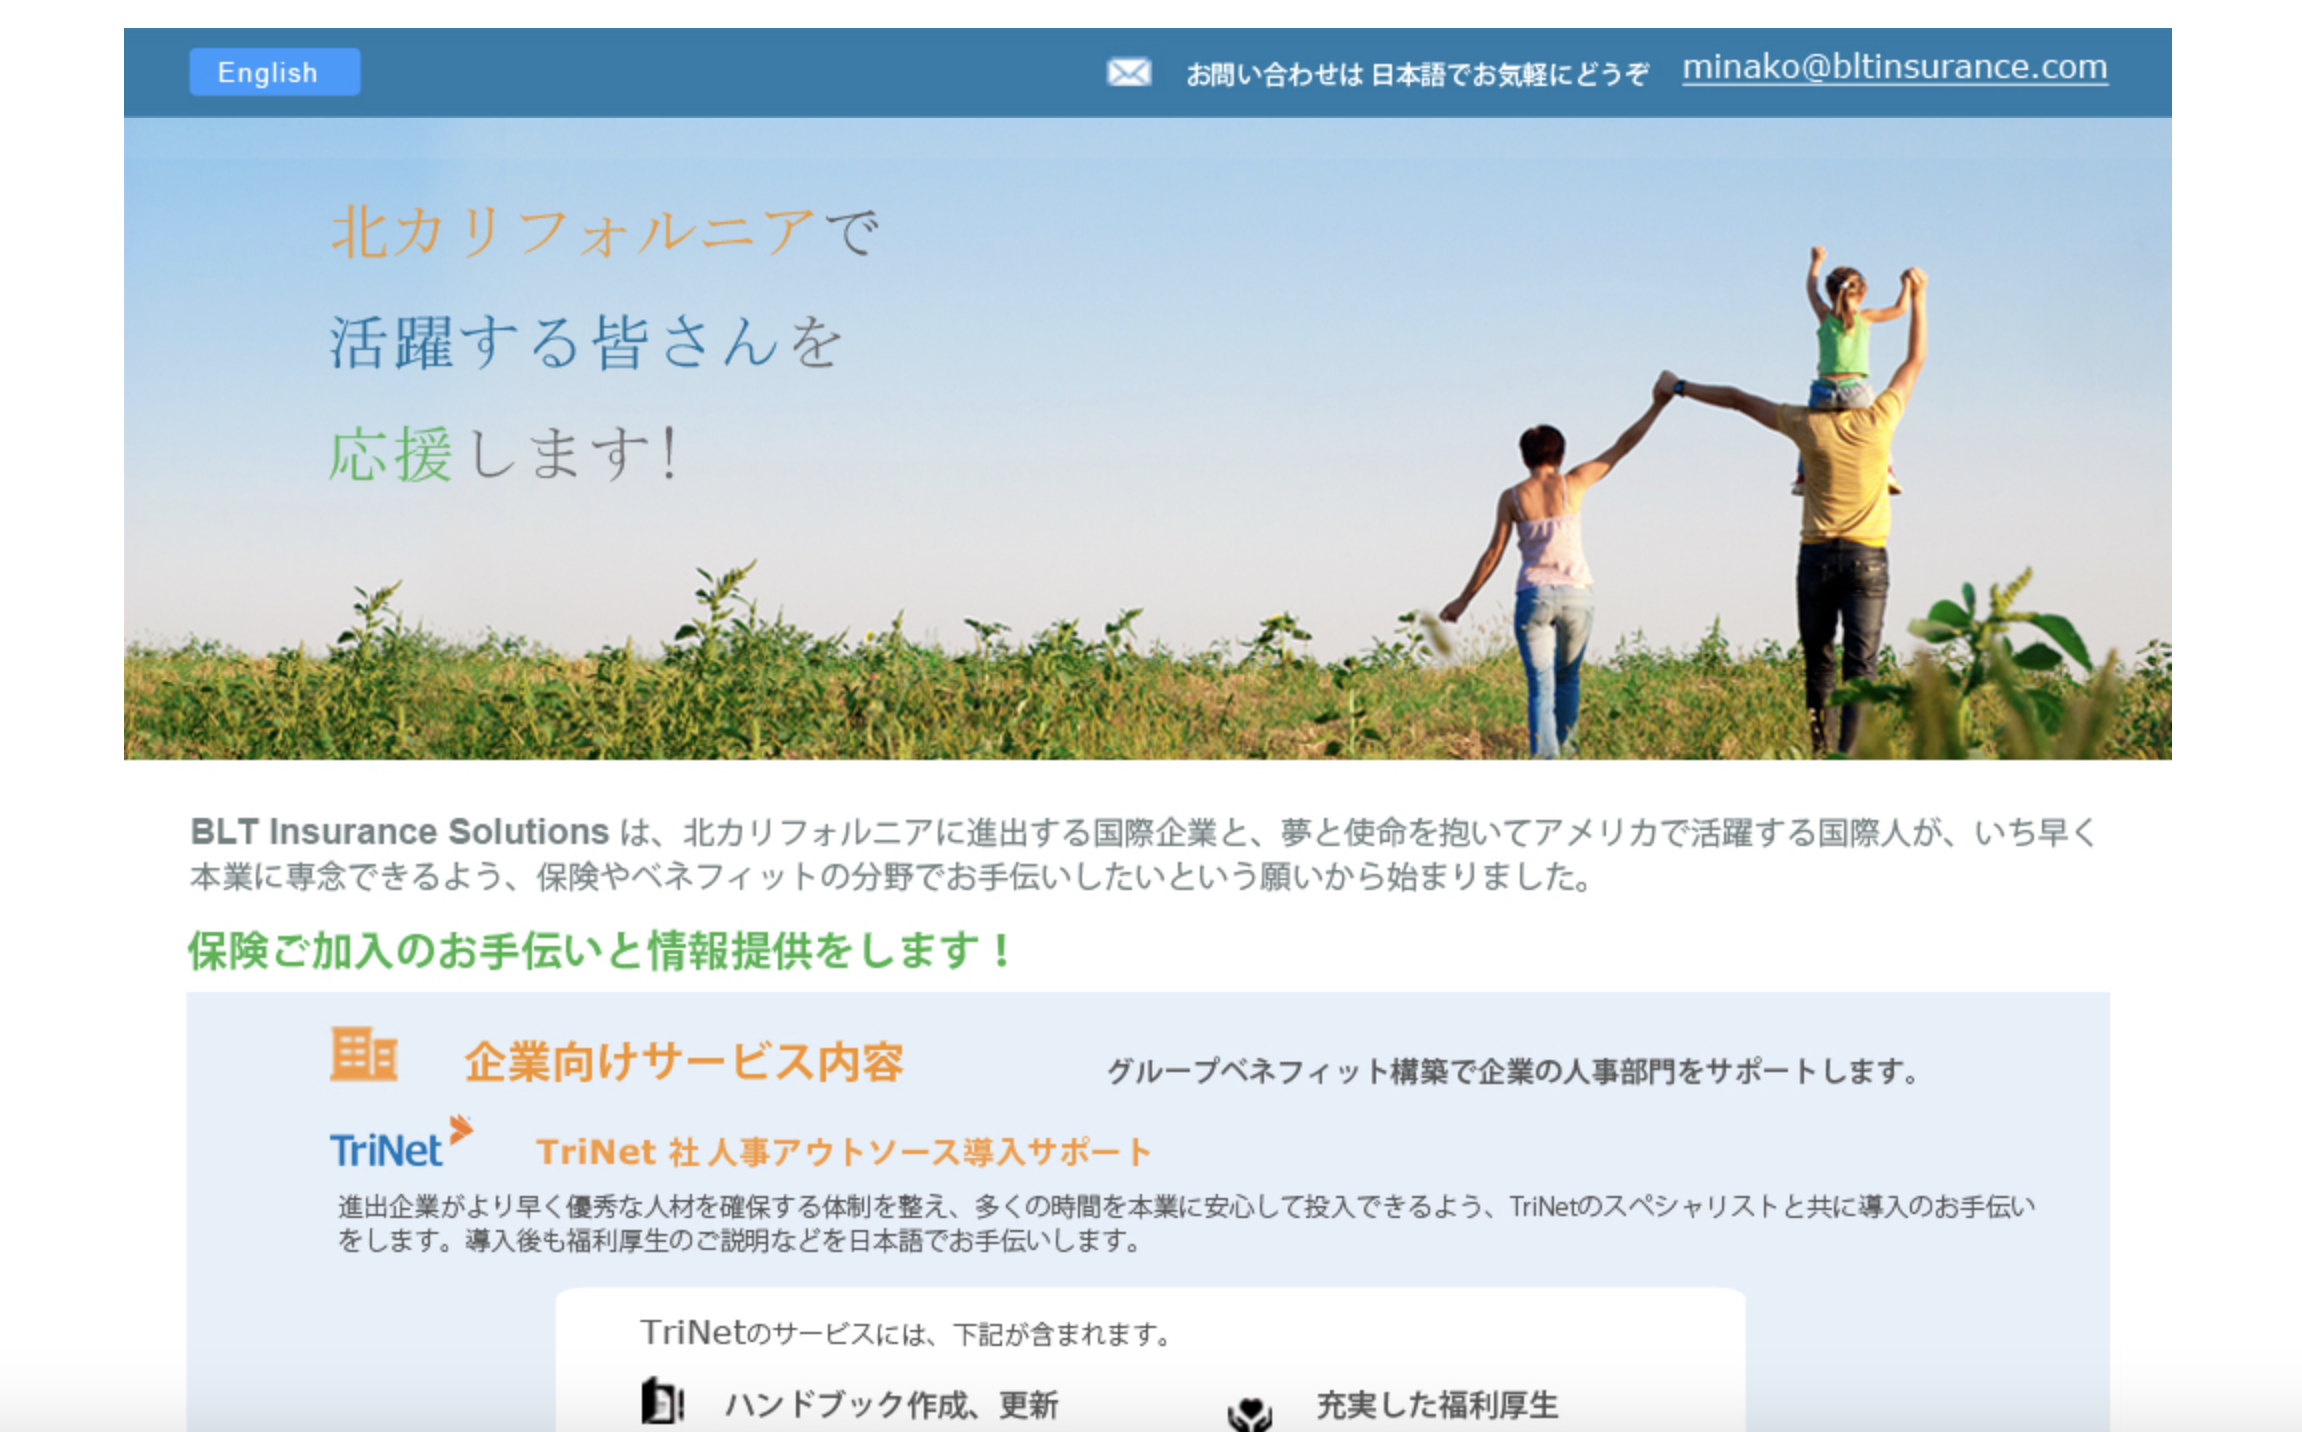 English
お問い合わせは 日本語でお気軽にどうぞ minako@bltinsurance.com
北カリフォルニアで
活躍する皆さんを
応援します!
BLT Insurance Solutions は、北カリフォルニアに進出する国際企業と、夢と使命を抱いてアメリカで活躍する国際人が、いち早く
本業に専念できるよう、保険やベネフィットの分野でお手伝いしたいという願いから始まりました。
保険ご加入のお手伝いと情報提供をします！
企業向けサービス内容
グループベネフィット構築で企業の人事部門をサポートします。
TriNet
TriNet 社 人事アウトソース導入サポート
進出企業がより早く優秀な人材を確保する体制を整え、多くの時間を本業に安心して投入できるよう、TriNetのスペシャリストと共に導入のお手伝い
をします。導入後も福利厚生のご説明などを日本語でお手伝いします。
TriNetのサービスには、下記が含まれます。
ハンドブック作成、更新
充実した福利厚生